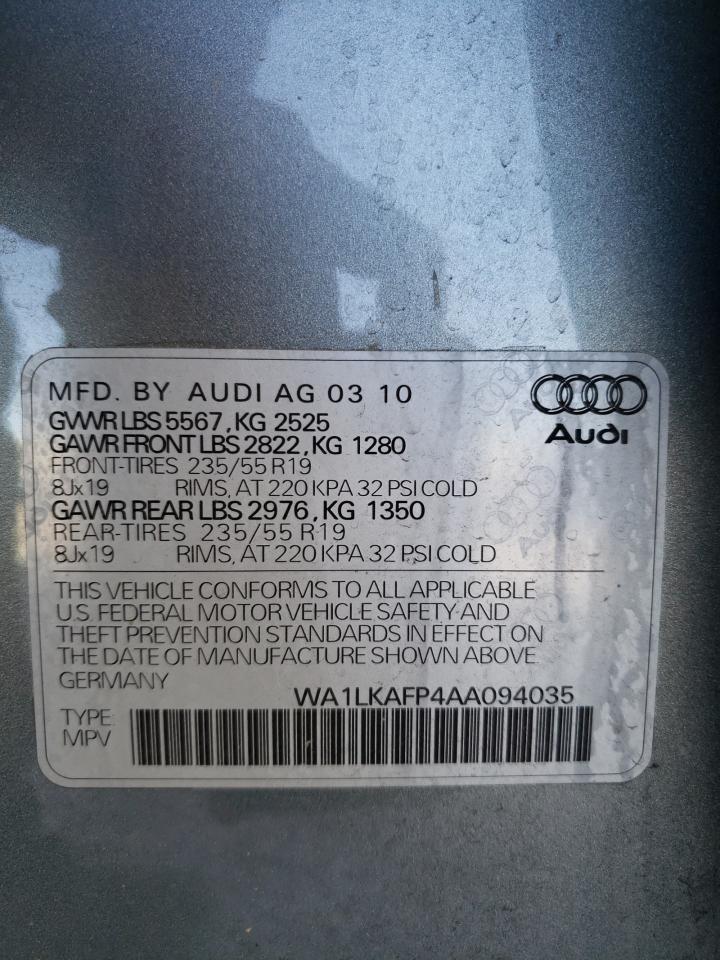 MFD. BY AUDI AG 03 10
Audi
GVWR LBS 5567, KG 2525
GAWR FRONT LBS 2822, KG 1280
FRONT-TIRES 235/55 R19
8Jx19 RIMS, AT 220 KPA 32 PSI COLD
GAWR REAR LBS 2976, KG 1350
REAR-TIRES 235/55 R19
8Jx19 RIMS, AT 220 KPA 32 PSI COLD
THIS VEHICLE CONFORMS TO ALL APPLICABLE
U.S. FEDERAL MOTOR VEHICLE SAFETY AND
THEFT PREVENTION STANDARDS IN EFFECT ON
THE DATE OF MANUFACTURE SHOWN ABOVE.
GERMANY
WA1LKAFP4AA094035
TYPE:
MPV